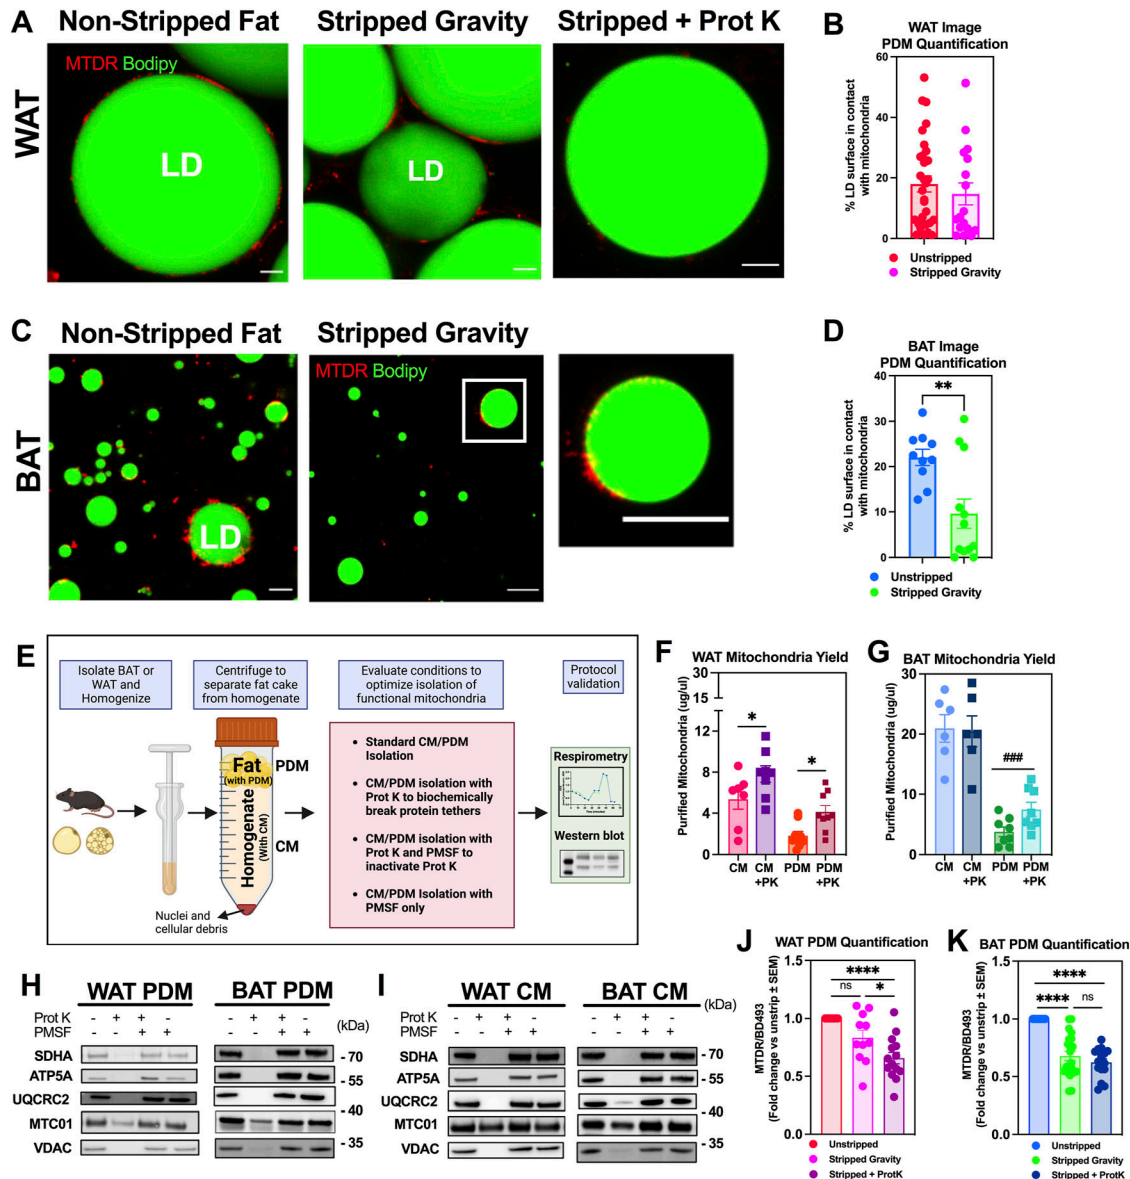 A
Non-Stripped Fat
Stripped Gravity
Stripped + Prot K
WAT
MTDR Bodipy
LD
LD
B
WAT Image
PDM Quantification
% LD surface in contact
with mitochondria
60
40
20
0
Unstripped
Stripped Gravity
C
Non-Stripped Fat
Stripped Gravity
BAT
MTDR Bodipy
LD
D
BAT Image
PDM Quantification
% LD surface in contact
with mitochondria
40
30
20
10
0
**
Unstripped
Stripped Gravity
E
Isolate BAT or
WAT and
Homogenize
Centrifuge to
separate fat cake
from homogenate
Evaluate conditions to
optimize isolation of
functional mitochondria
Protocol
validation
Fat
(with PDM)
PDM
Homogenate
(With CM)
CM
Nuclei and
cellular debris
• Standard CM/PDM
Isolation
• CM/PDM isolation with
Prot K to biochemically
break protein tethers
• CM/PDM isolation with
Prot K and PMSF to
inactivate Prot K
• CM/PDM Isolation with
PMSF only
Respirometry
Western blot
F
WAT Mitochondria Yield
Purified Mitochondria (ug/ul)
30
15
12
8
4
0
*
*
CM
CM
+PK
PDM
PDM
+PK
G
BAT Mitochondria Yield
Purified Mitochondria (ug/ul)
30
20
10
0
###
CM
CM
+PK
PDM
PDM
+PK
H
WAT PDM
BAT PDM
Prot K - + + - - + + -
PMSF - - + + - - + +
(kDa)
SDHA
ATP5A
UQCRC2
MTC01
VDAC
- 70
- 55
- 40
- 35
I
WAT CM
BAT CM
Prot K - + + - - + + -
PMSF - - + + - - + +
(kDa)
SDHA
ATP5A
UQCRC2
MTC01
VDAC
- 70
- 55
- 40
- 35
J
WAT PDM Quantification
MTDR/BD493
(Fold change vs unstrip ± SEM)
1.5
1.0
0.5
0.0
****
ns
*
Unstripped
Stripped Gravity
Stripped + ProtK
K
BAT PDM Quantification
MTDR/BD493
(Fold change vs unstrip ± SEM)
1.5
1.0
0.5
0.0
****
****
ns
Unstripped
Stripped Gravity
Stripped + ProtK